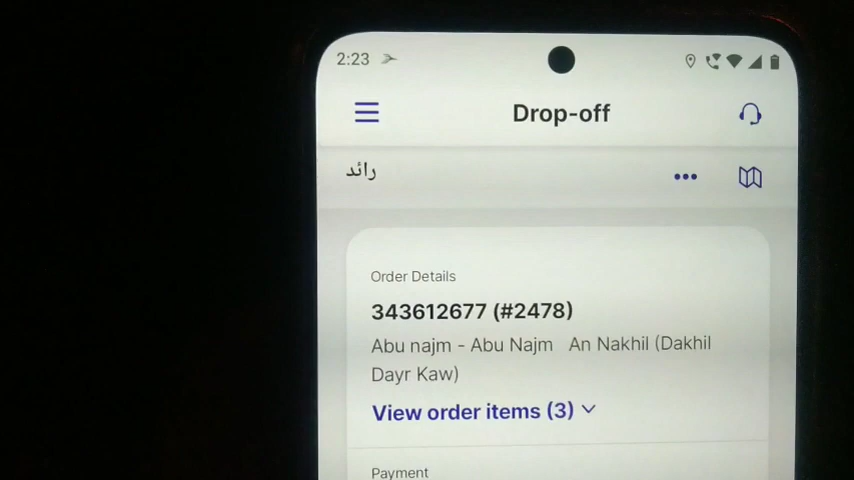 2:23
Drop-off
رائد
Order Details
343612677 (#2478)
Abu najm - Abu Najm An Nakhil (Dakhil
Dayr Kaw)
View order items (3)
Payment